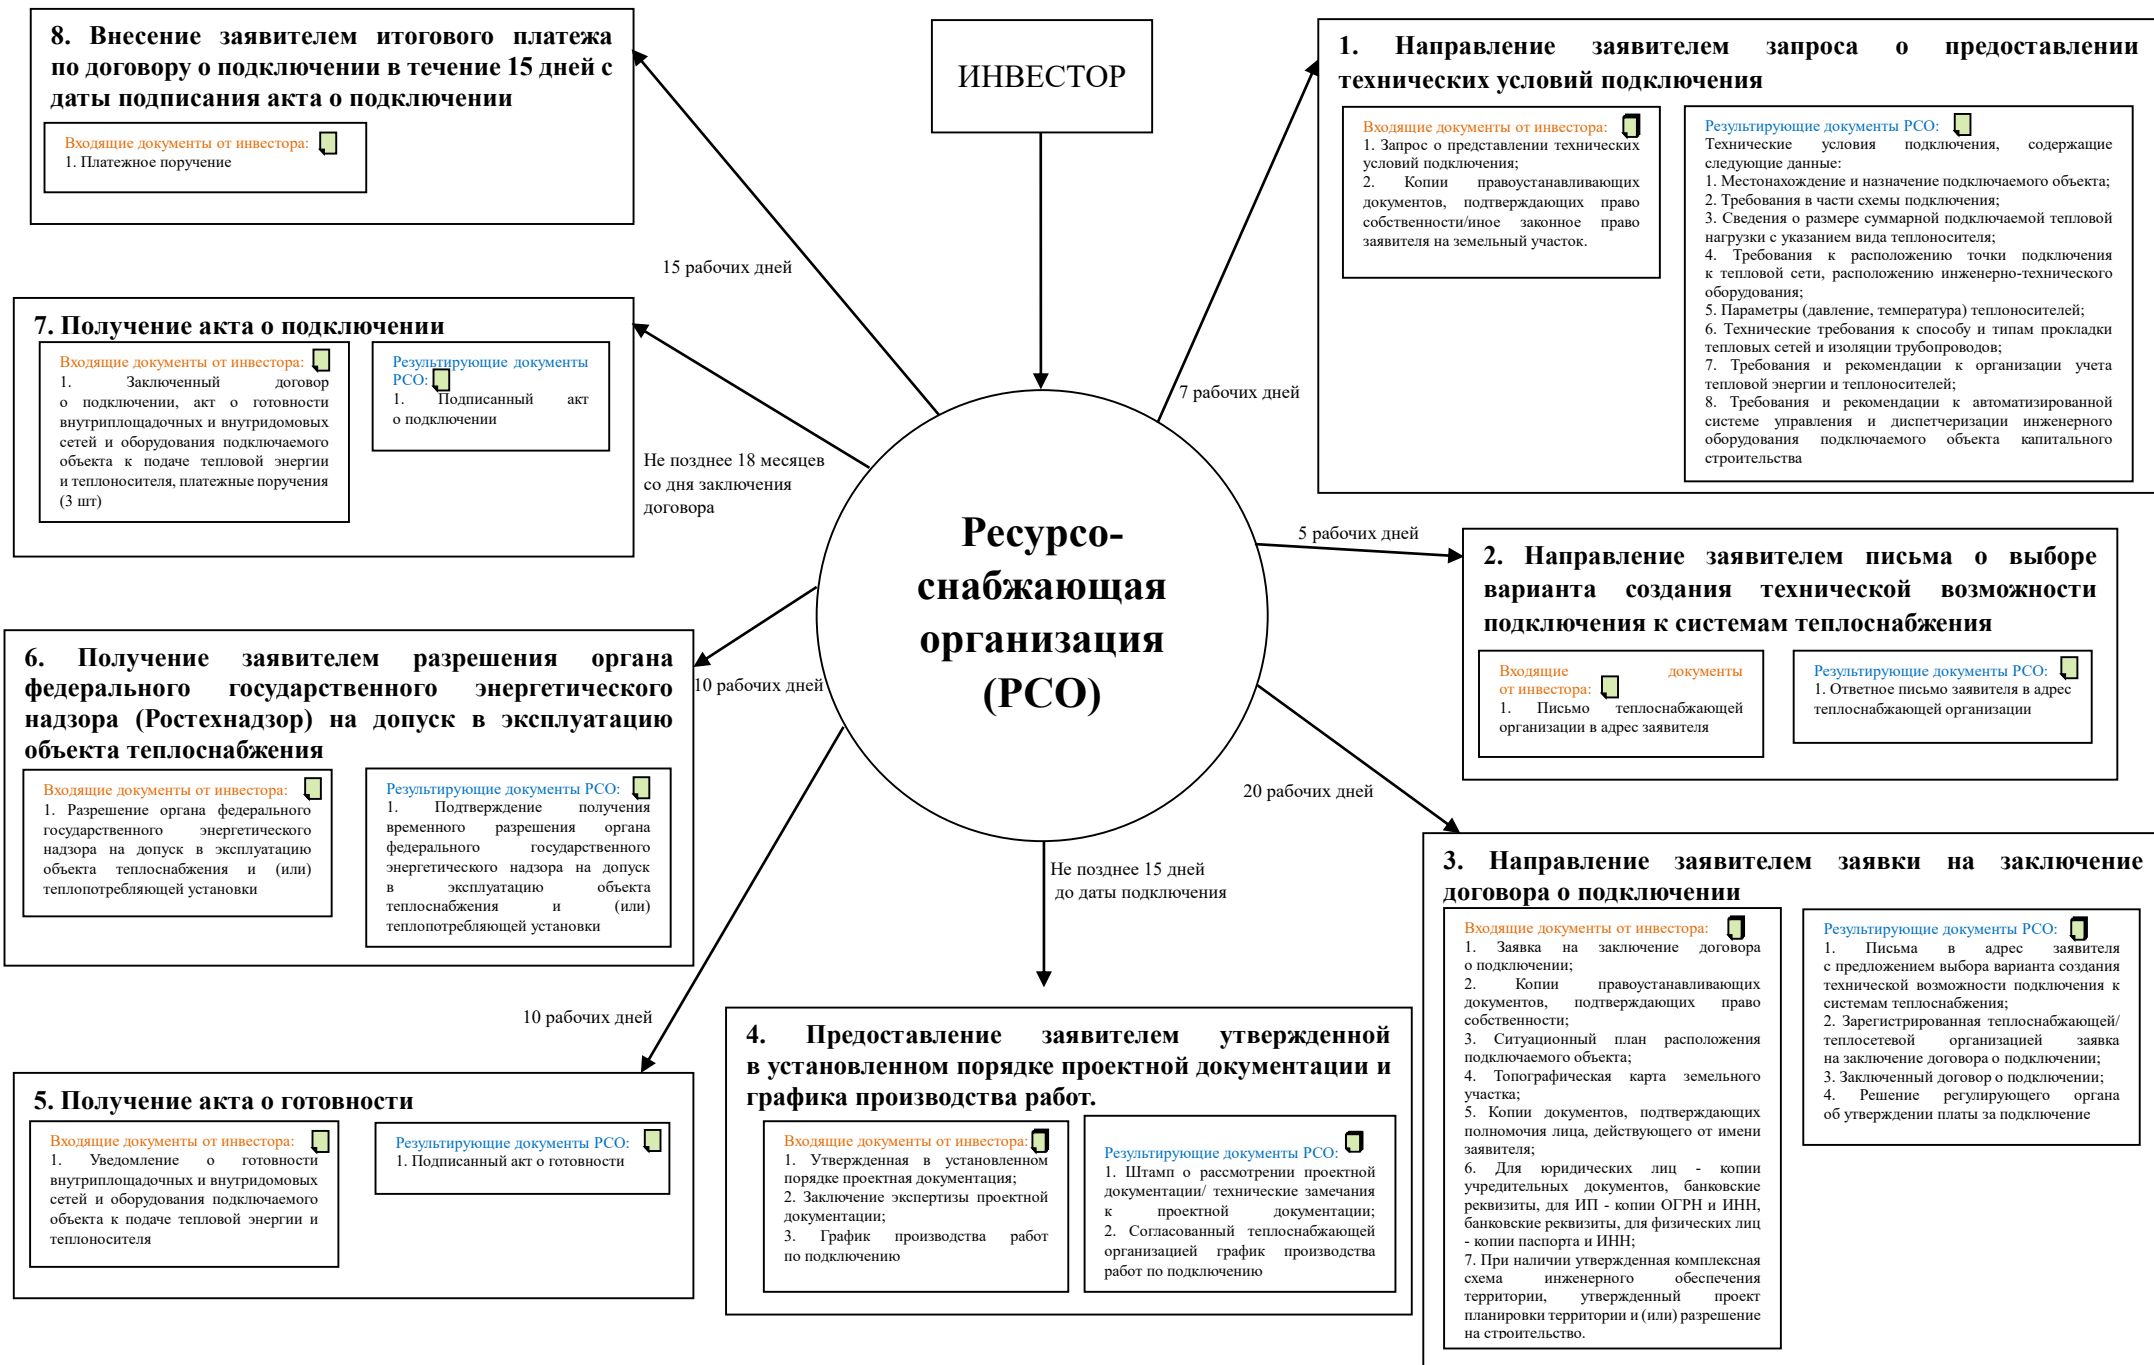 ИНВЕСТОР
Ресурсо-
снабжающая
организация
(РСО)
7 рабочих дней
1. Направление заявителем запроса о предоставлении
технических условий подключения
Входящие документы от инвестора:
1. Запрос о представлении технических
условий подключения;
2. Копии правоустанавливающих
документов, подтверждающих право
собственности/иное законное право
заявителя на земельный участок.
Результирующие документы РСО:
Технические условия подключения, содержащие
следующие данные:
1. Местонахождение и назначение подключаемого объекта;
2. Требования в части схемы подключения;
3. Сведения о размере суммарной подключаемой тепловой
нагрузки с указанием вида теплоносителя;
4. Требования к расположению точки подключения
к тепловой сети, расположению инженерно-технического
оборудования;
5. Параметры (давление, температура) теплоносителей;
6. Технические требования к способу и типам прокладки
тепловых сетей и изоляции трубопроводов;
7. Требования и рекомендации к организации учета
тепловой энергии и теплоносителей;
8. Требования и рекомендации к автоматизированной
системе управления и диспетчеризации инженерного
оборудования подключаемого объекта капитального
строительства
5 рабочих дней
2. Направление заявителем письма о выборе
варианта создания технической возможности
подключения к системам теплоснабжения
Входящие документы
от инвестора:
1. Письмо теплоснабжающей
организации в адрес заявителя
Результирующие документы РСО:
1. Ответное письмо заявителя в адрес
теплоснабжающей организации
20 рабочих дней
3. Направление заявителем заявки на заключение
договора о подключении
Входящие документы от инвестора:
1. Заявка на заключение договора
о подключении;
2. Копии правоустанавливающих
документов, подтверждающих право
собственности;
3. Ситуационный план расположения
подключаемого объекта;
4. Топографическая карта земельного
участка;
5. Копии документов, подтверждающих
полномочия лица, действующего от имени
заявителя;
6. Для юридических лиц - копии
учредительных документов, банковские
реквизиты, для ИП - копии ОГРН и ИНН,
банковские реквизиты, для физических лиц
- копии паспорта и ИНН;
7. При наличии утвержденная комплексная
схема инженерного обеспечения
территории, утвержденный проект
планировки территории и (или) разрешение
на строительство.
Результирующие документы РСО:
1. Письма в адрес заявителя
с предложением выбора варианта создания
технической возможности подключения к
системам теплоснабжения;
2. Зарегистрированная теплоснабжающей/
теплосетевой организацией заявка
на заключение договора о подключении;
3. Заключенный договор о подключении;
4. Решение регулирующего органа
об утверждении платы за подключение
Не позднее 15 дней
до даты подключения
4. Предоставление заявителем утвержденной
в установленном порядке проектной документации и
графика производства работ.
Входящие документы от инвестора:
1. Утвержденная в установленном
порядке проектная документация;
2. Заключение экспертизы проектной
документации;
3. График производства работ
по подключению
Результирующие документы РСО:
1. Штамп о рассмотрении проектной
документации/ технические замечания
к проектной документации;
2. Согласованный теплоснабжающей
организацией график производства
работ по подключению
10 рабочих дней
5. Получение акта о готовности
Входящие документы от инвестора:
1. Уведомление о готовности
внутриплощадочных и внутридомовых
сетей и оборудования подключаемого
объекта к подаче тепловой энергии и
теплоносителя
Результирующие документы РСО:
1. Подписанный акт о готовности
10 рабочих дней
6. Получение заявителем разрешения органа
федерального государственного энергетического
надзора (Ростехнадзор) на допуск в эксплуатацию
объекта теплоснабжения
Входящие документы от инвестора:
1. Разрешение органа федерального
государственного энергетического
надзора на допуск в эксплуатацию
объекта теплоснабжения и (или)
теплопотребляющей установки
Результирующие документы РСО:
1. Подтверждение получения
временного разрешения органа
федерального государственного
энергетического надзора на допуск
в эксплуатацию объекта
теплоснабжения и (или)
теплопотребляющей установки
Не позднее 18 месяцев
со дня заключения
договора
7. Получение акта о подключении
Входящие документы от инвестора:
1. Заключенный договор
о подключении, акт о готовности
внутриплощадочных и внутридомовых
сетей и оборудования подключаемого
объекта к подаче тепловой энергии
и теплоносителя, платежные поручения
(3 шт)
Результирующие документы
РСО:
1. Подписанный акт
о подключении
15 рабочих дней
8. Внесение заявителем итогового платежа
по договору о подключении в течение 15 дней с
даты подписания акта о подключении
Входящие документы от инвестора:
1. Платежное поручение